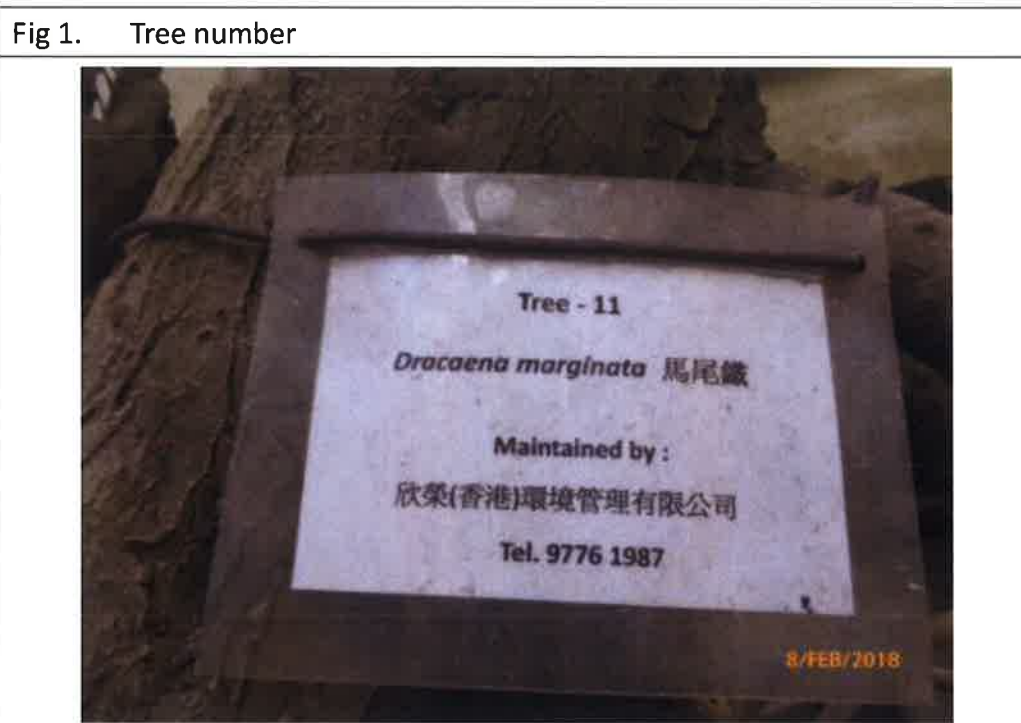 Fig 1. Tree number
Tree - 11
Dracaena marginata 馬尾鐵
Maintained by :
欣榮(香港)環境管理有限公司
Tel. 9776 1987
8/FEB/2018